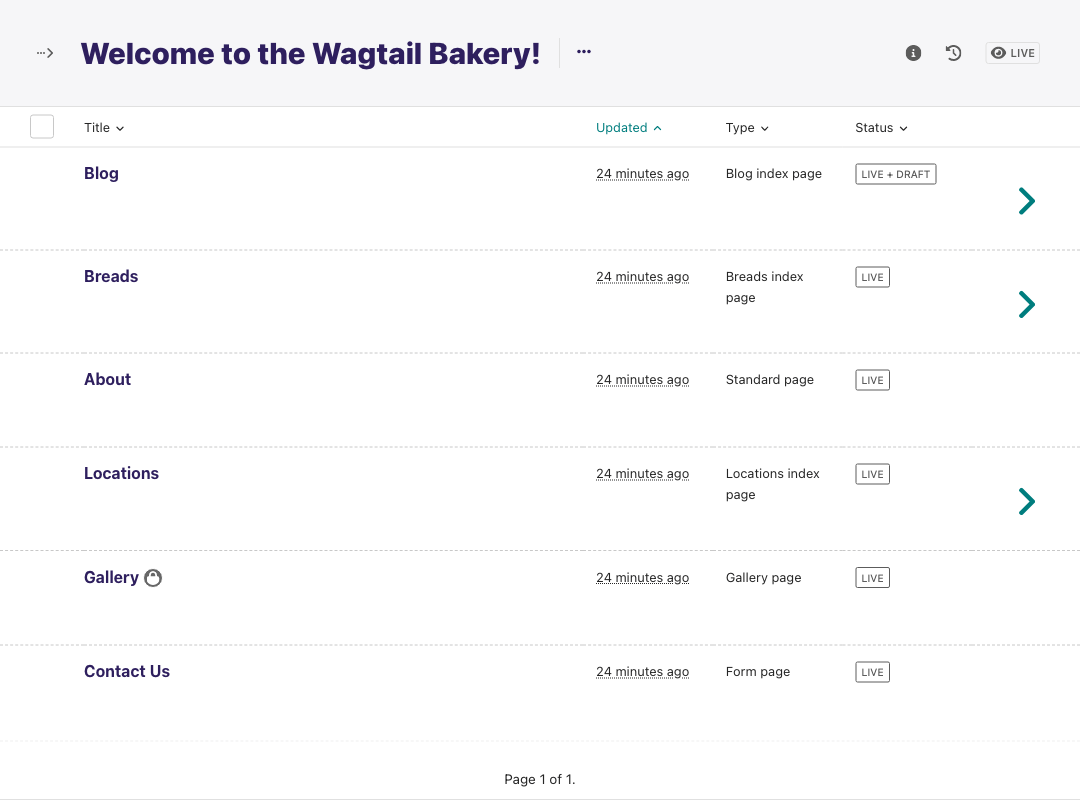 Welcome to the Wagtail Bakery!
LIVE
Title Updated Type Status
Blog 24 minutes ago Blog index page LIVE + DRAFT
Breads 24 minutes ago Breads index page LIVE
About 24 minutes ago Standard page LIVE
Locations 24 minutes ago Locations index page LIVE
Gallery 24 minutes ago Gallery page LIVE
Contact Us 24 minutes ago Form page LIVE
Page 1 of 1.